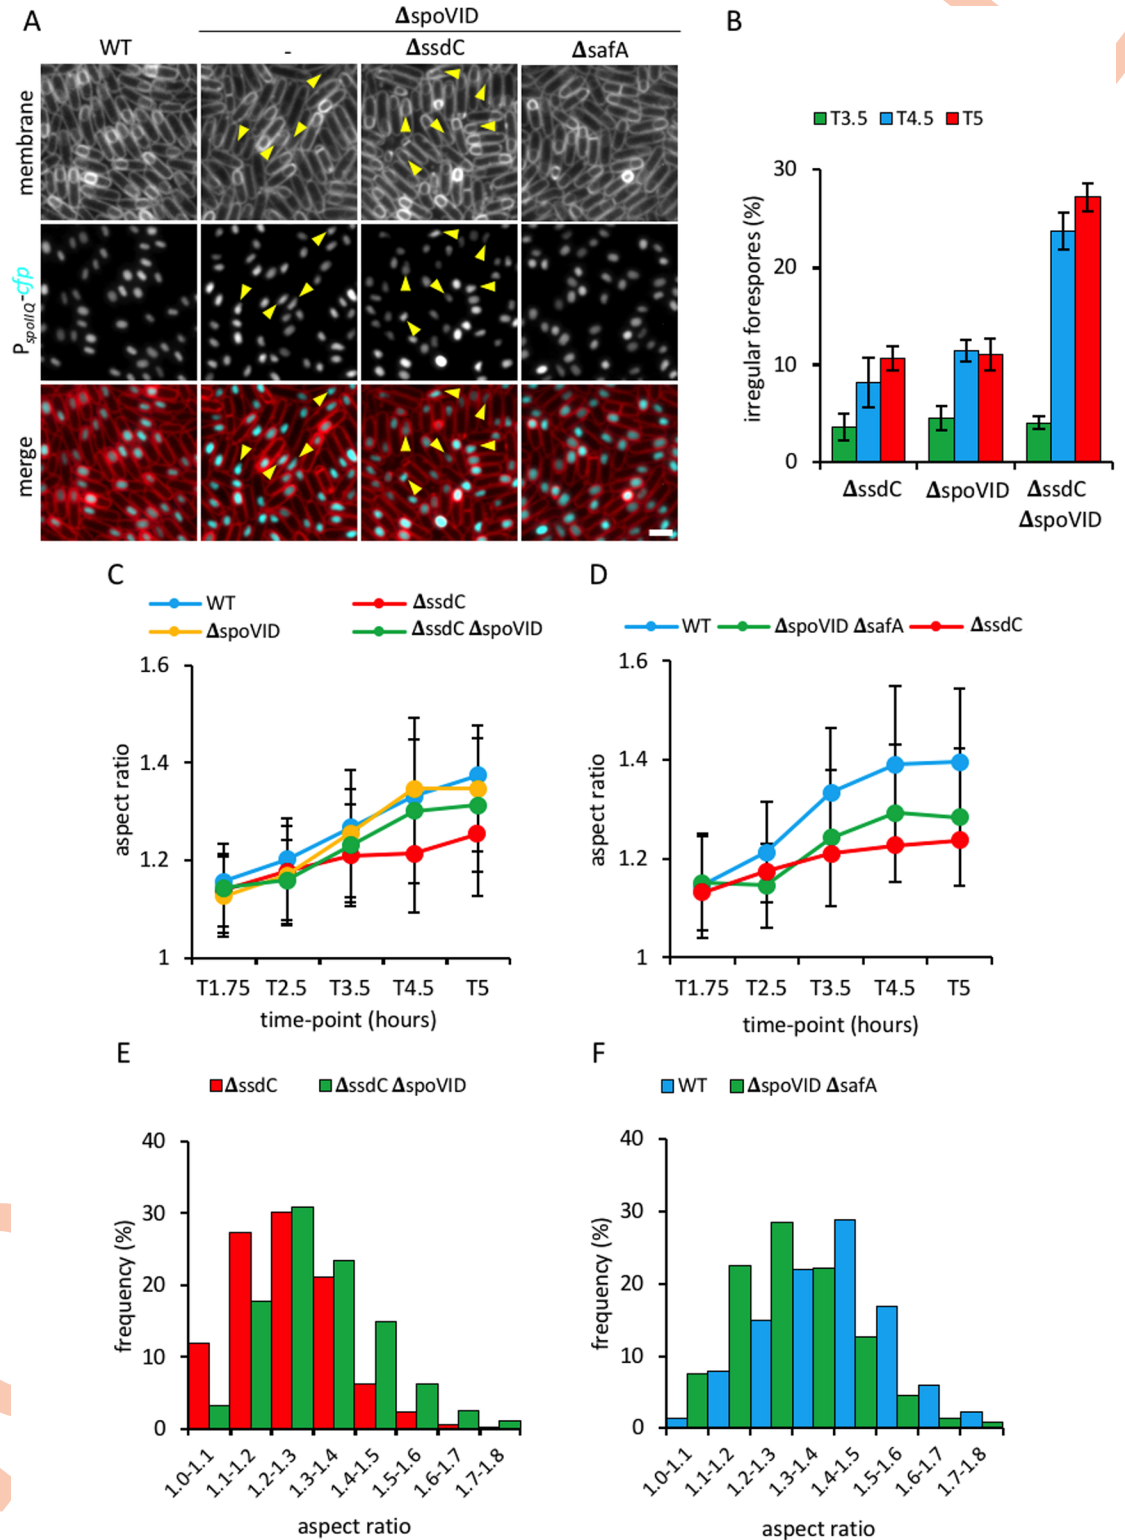 A
ΔspoVID
WT
-
ΔssdC
ΔsafA
membrane
PspoIIQ-cfp
merge
B
T3.5 T4.5 T5
irregular forespores (%)
30
20
10
0
ΔssdC
ΔspoVID
ΔssdC
ΔspoVID
C
WT
ΔssdC
ΔspoVID
ΔssdC ΔspoVID
aspect ratio
1.6
1.4
1.2
1
T1.75 T2.5 T3.5 T4.5 T5
time-point (hours)
D
WT ΔspoVID ΔsafA ΔssdC
aspect ratio
1.6
1.4
1.2
1
T1.75 T2.5 T3.5 T4.5 T5
time-point (hours)
E
ΔssdC ΔssdC ΔspoVID
frequency (%)
40
30
20
10
0
1.0-1.1 1.1-1.2 1.2-1.3 1.3-1.4 1.4-1.5 1.5-1.6 1.6-1.7 1.7-1.8
aspect ratio
F
WT ΔspoVID ΔsafA
frequency (%)
40
30
20
10
0
1.0-1.1 1.1-1.2 1.2-1.3 1.3-1.4 1.4-1.5 1.5-1.6 1.6-1.7 1.7-1.8
aspect ratio